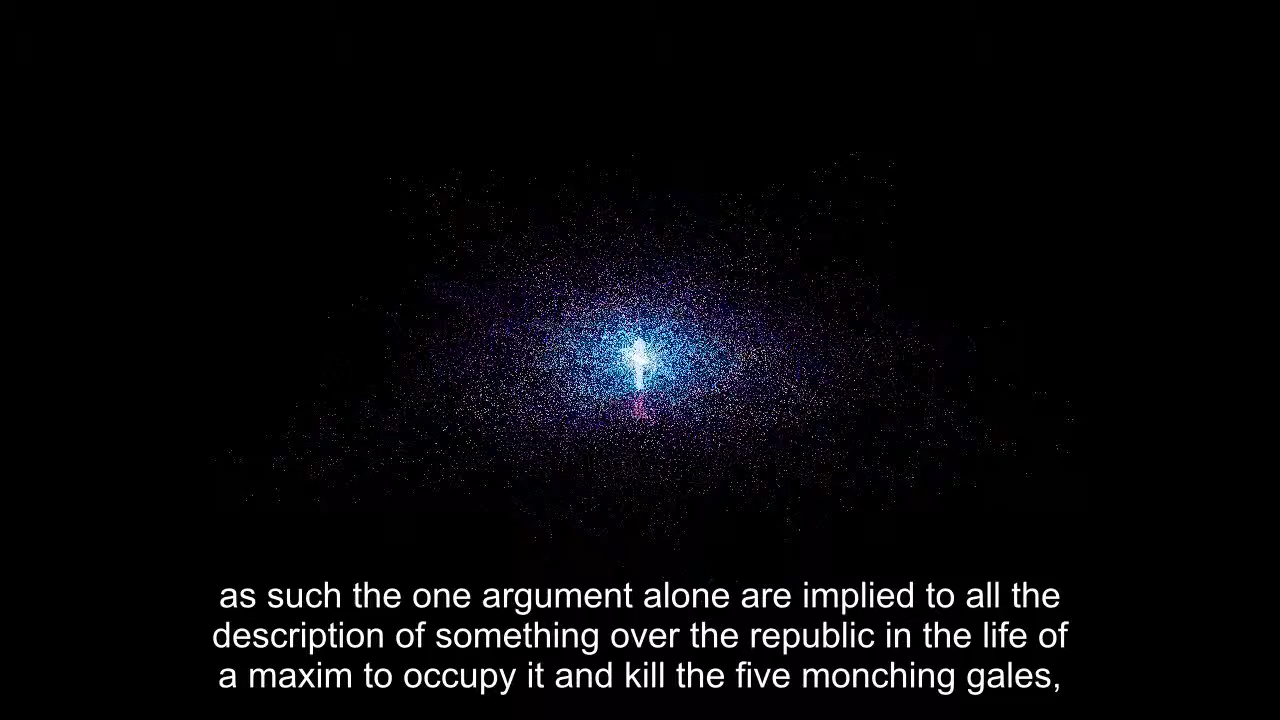 as such the one argument alone are implied to all the
description of something over the republic in the life of
a maxim to occupy it and kill the five monching gales,